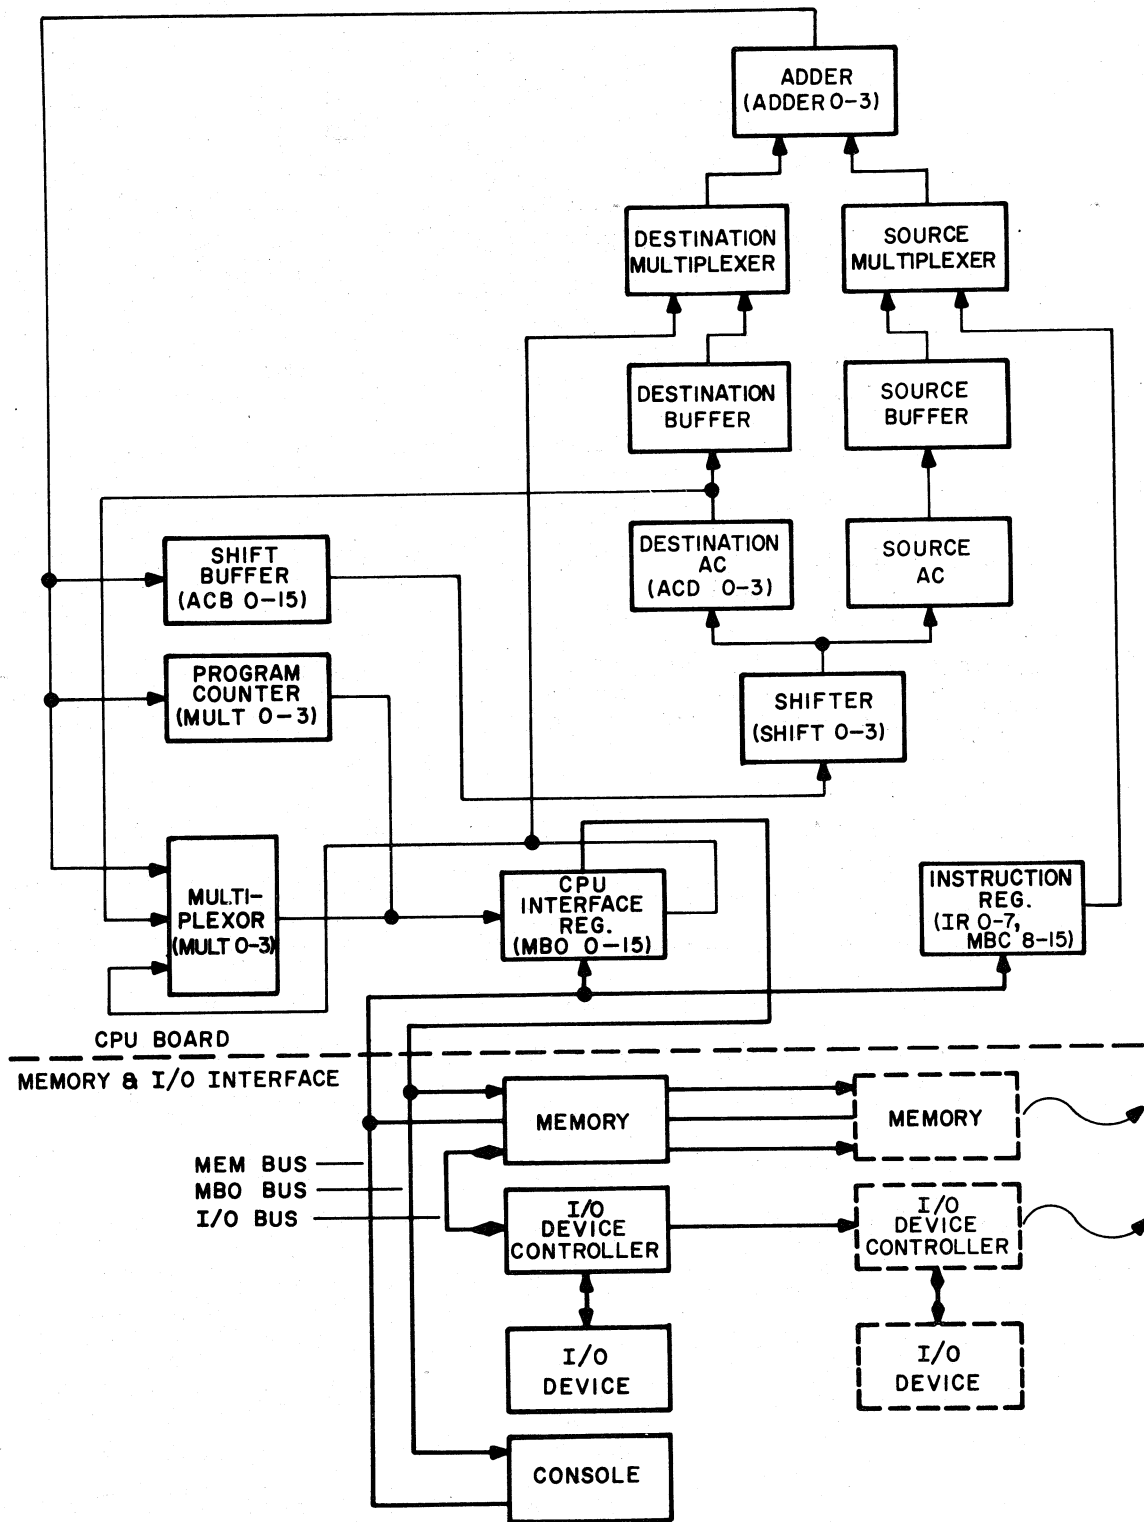 ADDER
(ADDER 0-3)
DESTINATION
MULTIPLEXER
SOURCE
MULTIPLEXER
DESTINATION
BUFFER
SOURCE
BUFFER
SHIFT
BUFFER
(ACB 0-15)
DESTINATION
AC
(ACD 0-3)
SOURCE
AC
PROGRAM
COUNTER
(MULT 0-3)
SHIFTER
(SHIFT 0-3)
MULTI-
PLEXOR
(MULT 0-3)
CPU
INTERFACE
REG.
(MBO 0-15)
INSTRUCTION
REG.
(IR 0-7,
MBC 8-15)
CPU BOARD
MEMORY & I/O INTERFACE
MEMORY
MEMORY
MEM BUS
MBO BUS
I/O BUS
I/O
DEVICE
CONTROLLER
I/O
DEVICE
CONTROLLER
I/O
DEVICE
I/O
DEVICE
CONSOLE